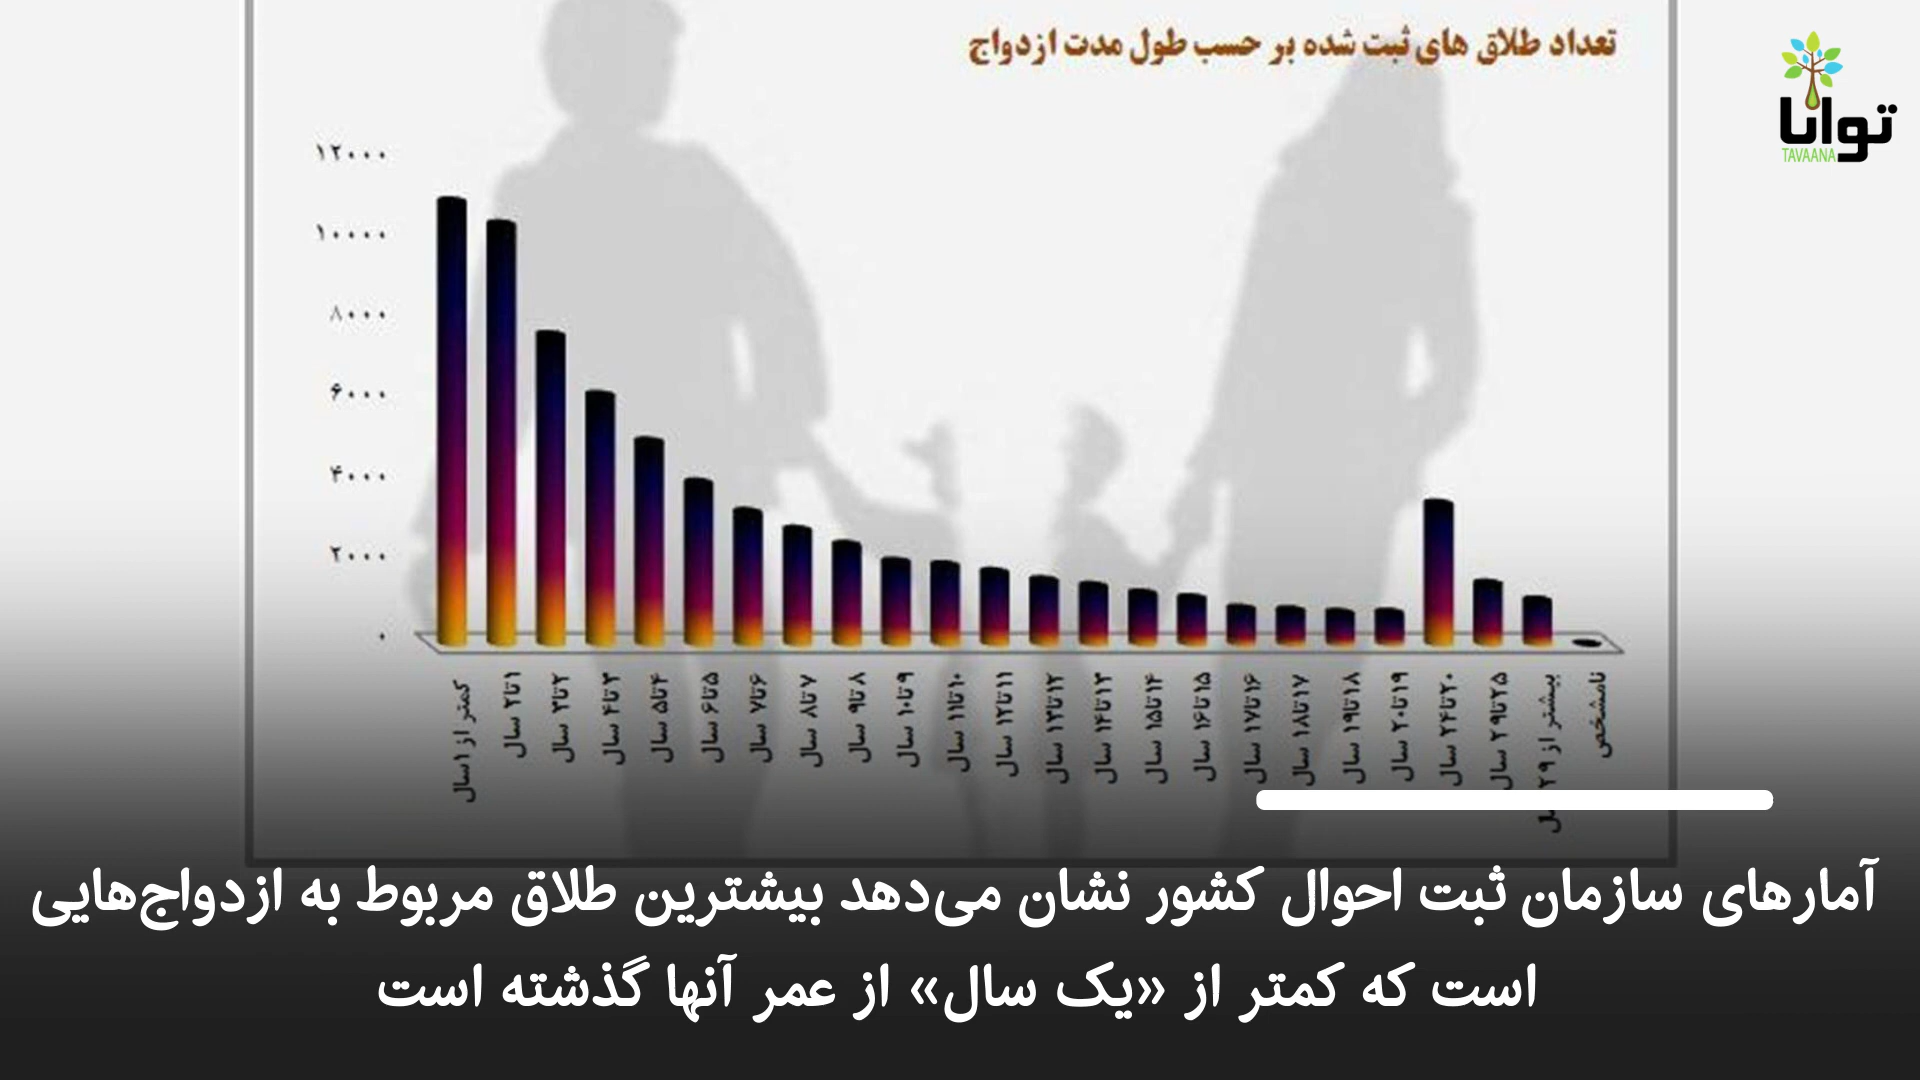 تعداد طلاق های ثبت شده بر حسب طول مدت ازدواج
توانا
TAVAANA
۱۲۰۰۰
۱۰۰۰۰
۸۰۰۰
۶۰۰۰
۴۰۰۰
۲۰۰۰
۰
کمتر از ۱ سال
۱ تا ۲ سال
۲ تا ۳ سال
۳ تا ۴ سال
۴ تا ۵ سال
۵ تا ۶ سال
۶ تا ۷ سال
۷ تا ۸ سال
۸ تا ۹ سال
۹ تا ۱۰ سال
۱۰ تا ۱۱ سال
۱۱ تا ۱۲ سال
۱۲ تا ۱۳ سال
۱۳ تا ۱۴ سال
۱۴ تا ۱۵ سال
۱۵ تا ۱۶ سال
۱۶ تا ۱۷ سال
۱۷ تا ۱۸ سال
۱۸ تا ۱۹ سال
۱۹ تا ۲۰ سال
۲۰ تا ۲۴ سال
۲۵ تا ۲۹ سال
بیشتر از ۲۹
نامشخص
آمارهای سازمان ثبت احوال کشور نشان می‌دهد بیشترین طلاق مربوط به ازدواج‌هایی
است که کمتر از «یک سال» از عمر آنها گذشته است